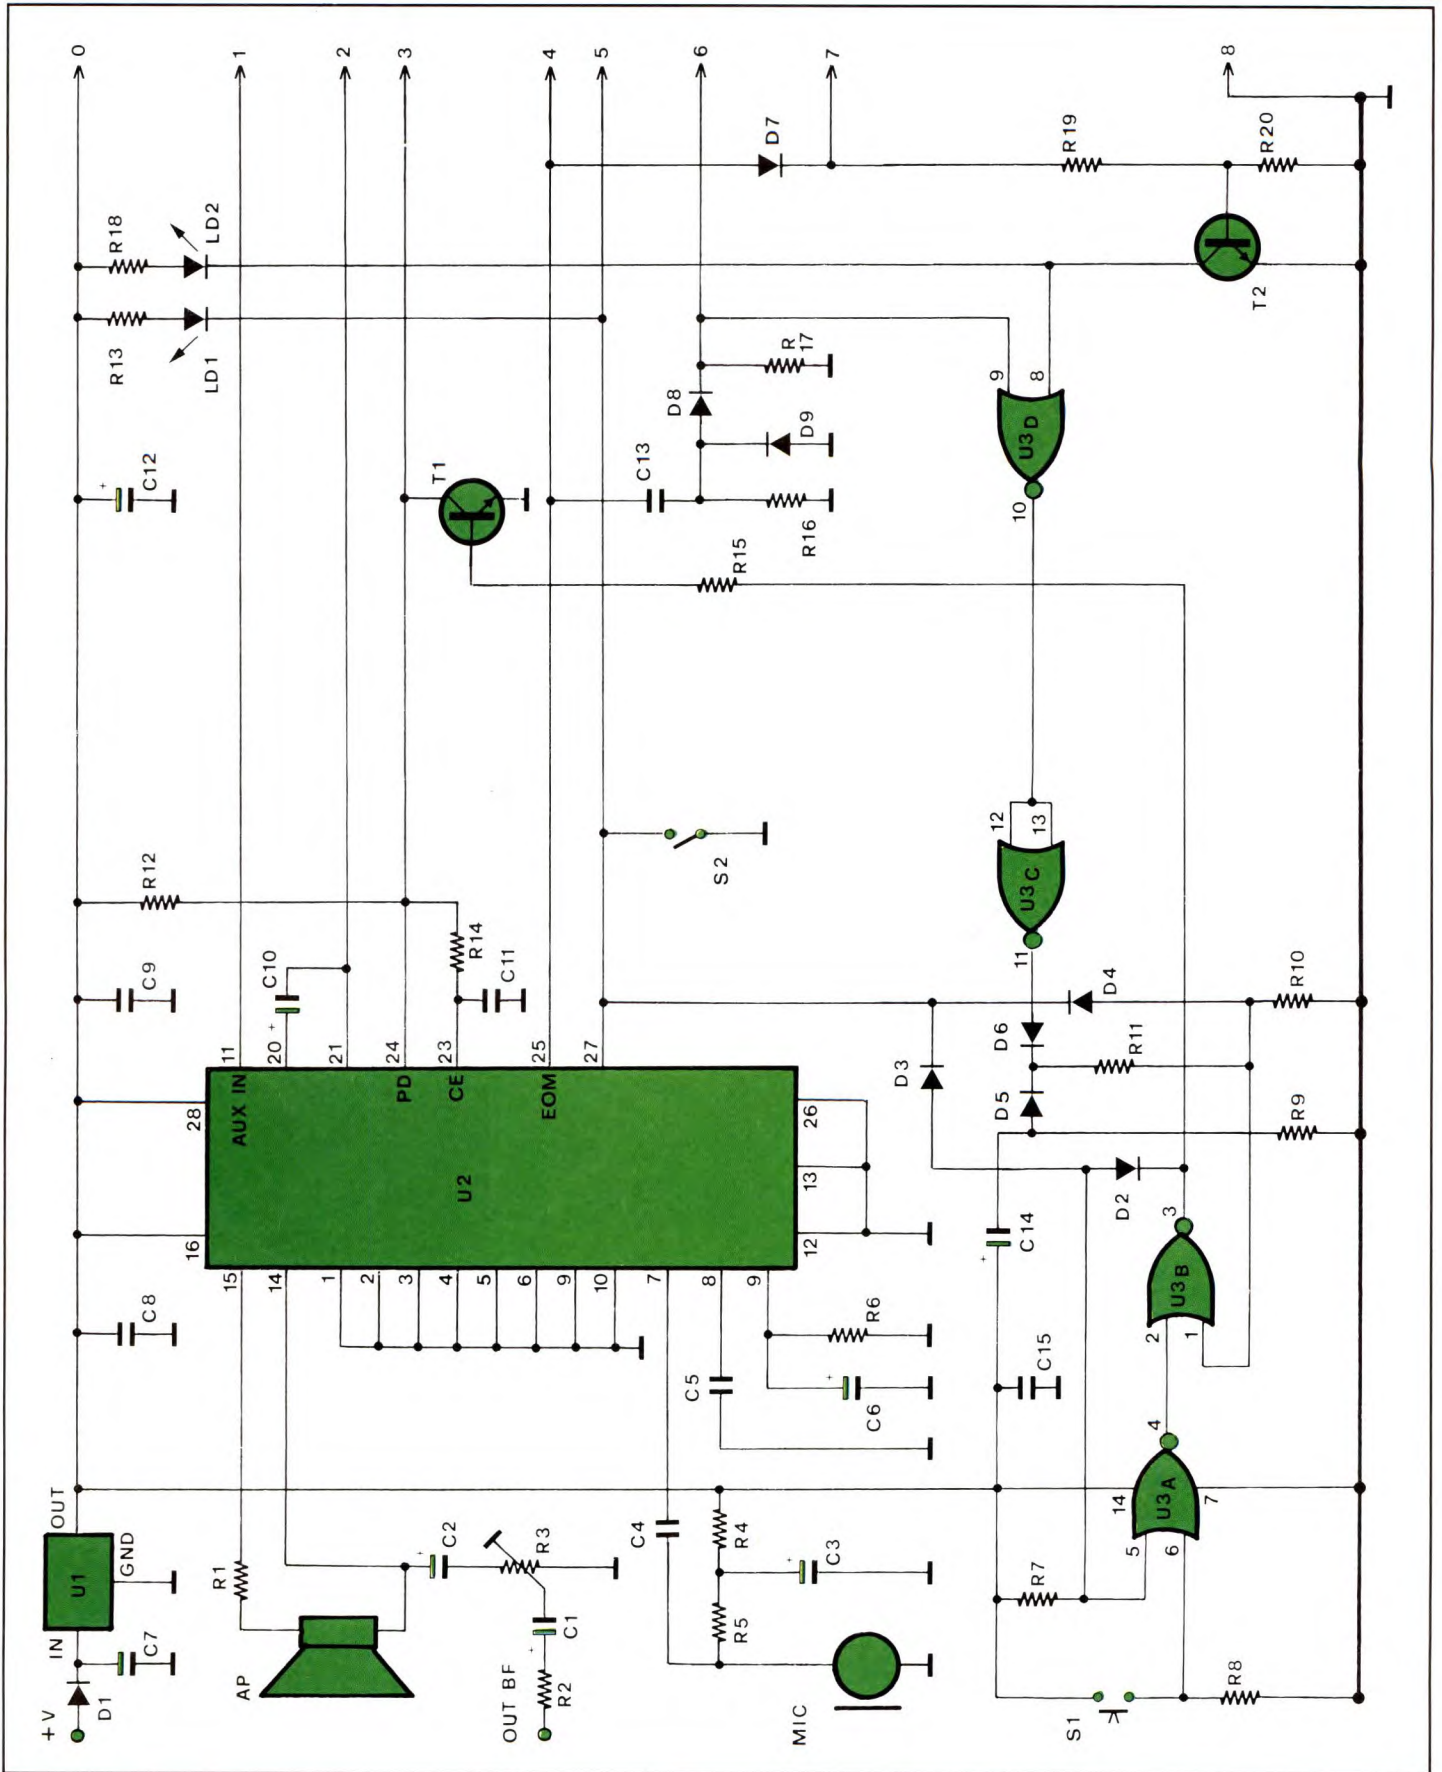 0
1
2
3
4
5
6
7
8
R18
LD2
R13
LD1
D7
R19
R20
T2
+
C12
T1
C13
D8
D9
R
17
R16
R15
9
8
U3D
10
R12
C9
C10
+
R14
C11
S2
12
13
U3C
11
D4
R10
D6
R11
D3
D5
R9
28
11
20
21
24
23
25
27
AUX IN
PD
CE
EOM
U2
26
13
12
16
15
14
1
2
3
4
5
6
9
10
7
8
9
D2
3
C14
+
U3B
2
1
C8
R6
C5
+
C6
C15
4
U3A
14
7
5
6
OUT
U1
GND
IN
C7
+V
D1
R1
AP
+
C2
R3
C1
+
R2
OUT BF
C4
R4
R5
+
C3
MIC
R7
S1
R8